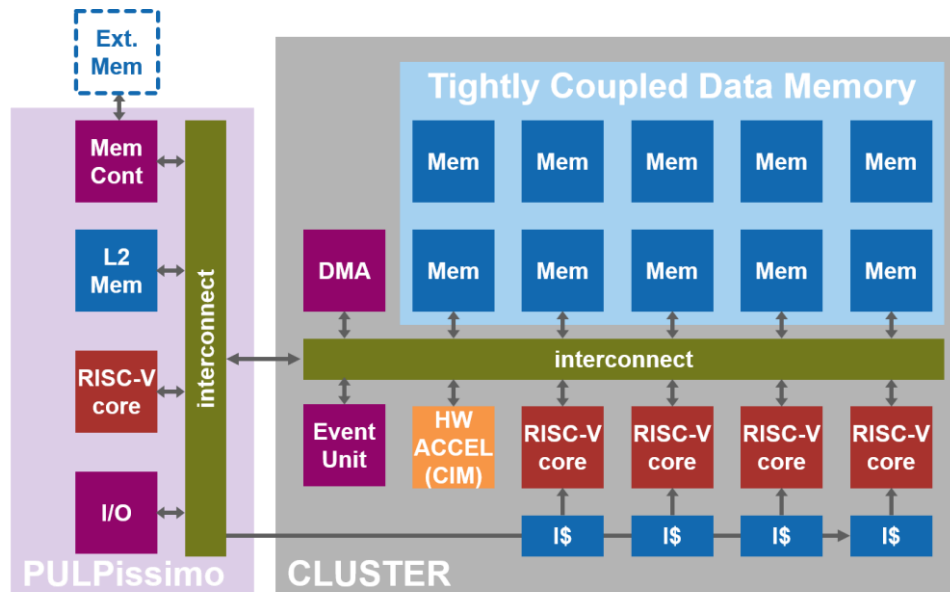 Ext.
Mem
Mem
Cont
L2
Mem
RISC-V
core
I/O
interconnect
PULPissimo
Tightly Coupled Data Memory
Mem Mem Mem Mem Mem
DMA Mem Mem Mem Mem Mem
interconnect
Event
Unit
HW
ACCEL
(CIM)
RISC-V
core
RISC-V
core
RISC-V
core
RISC-V
core
I$ I$ I$ I$
CLUSTER